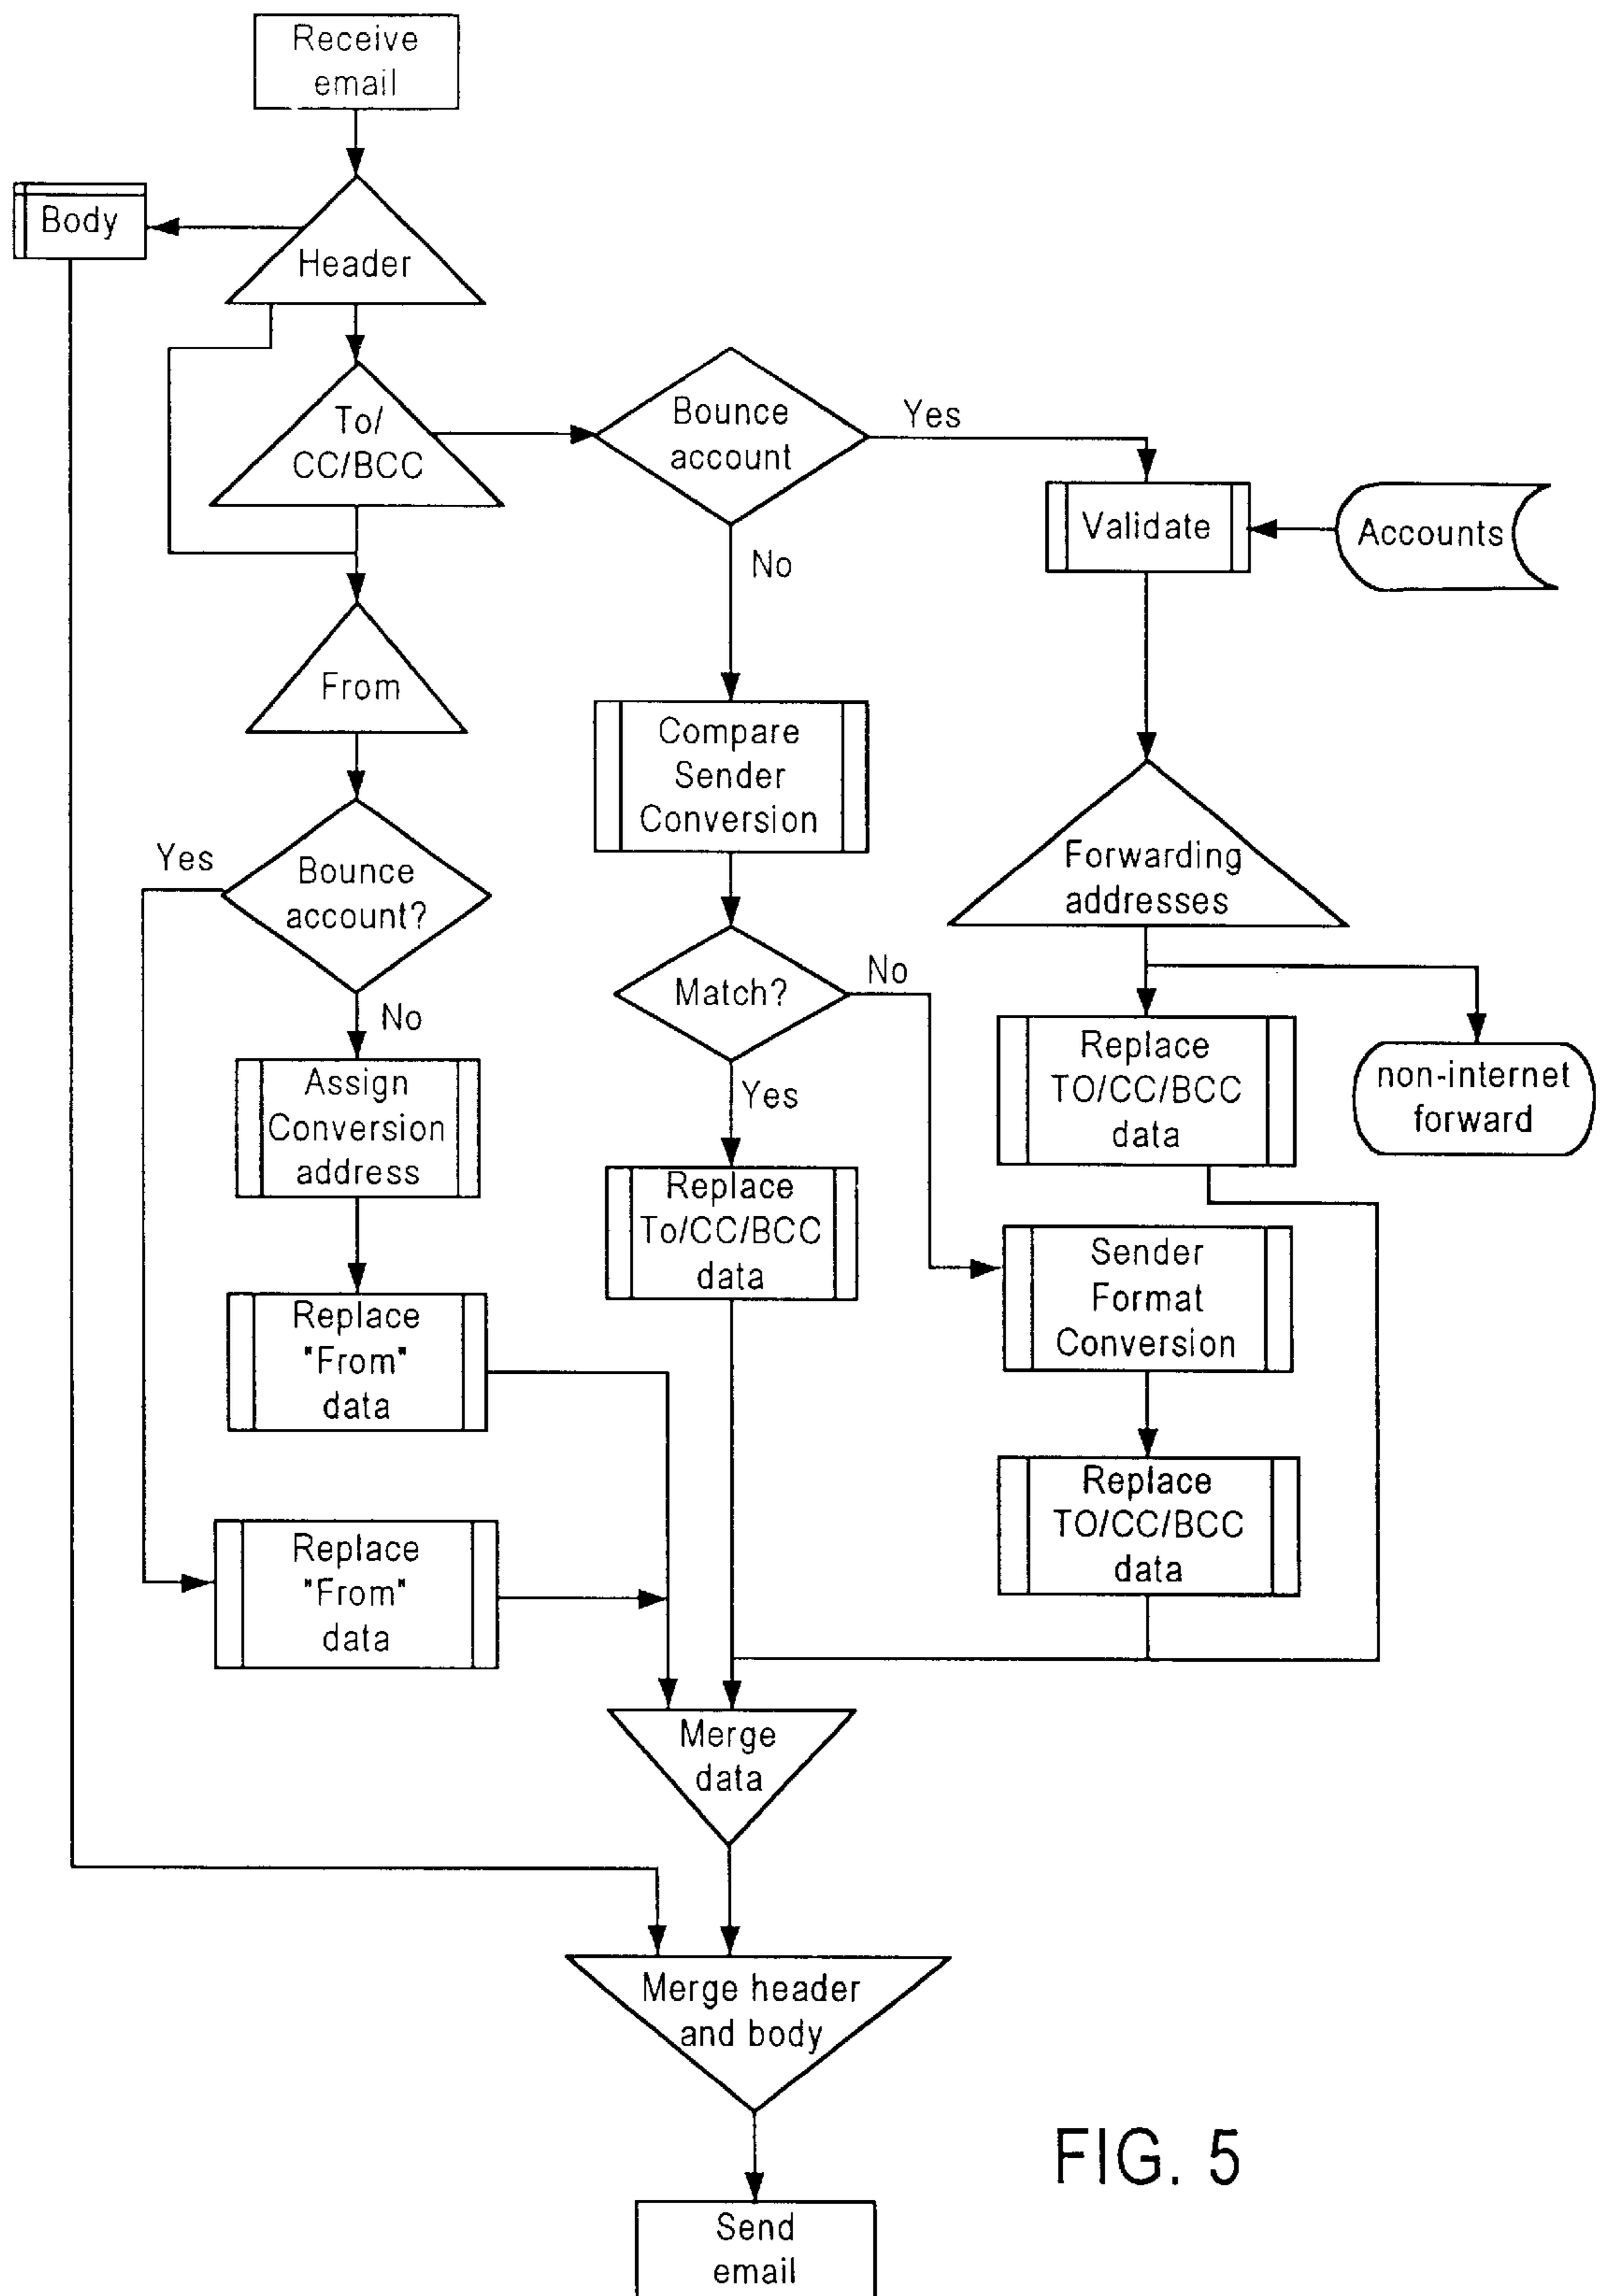 Receive
email
Body
Header
To/
CC/BCC
Bounce
account
Yes
No
Validate
Accounts
From
Compare
Sender
Conversion
Forwarding
addresses
Yes
Bounce
account?
No
Match?
No
Yes
Assign
Conversion
address
Replace
To/CC/BCC
data
Replace
TO/CC/BCC
data
non-internet
forward
Sender
Format
Conversion
Replace
"From"
data
Replace
TO/CC/BCC
data
Replace
"From"
data
Merge
data
Merge header
and body
Send
email
FIG. 5